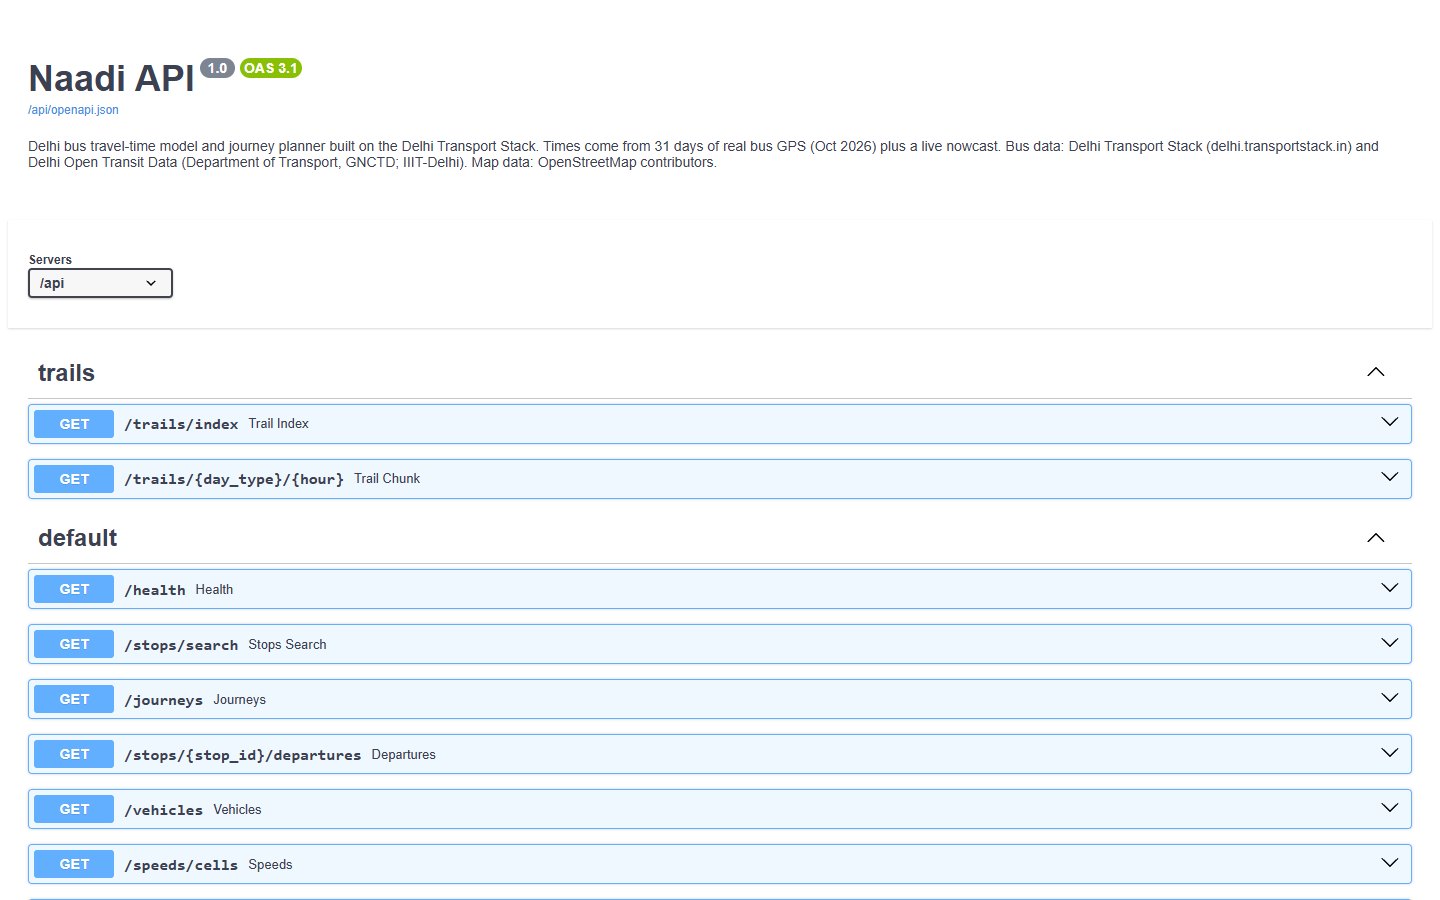 Naadi API 1.0 OAS 3.1
/api/openapi.json
Delhi bus travel-time model and journey planner built on the Delhi Transport Stack. Times come from 31 days of real bus GPS (Oct 2026) plus a live nowcast. Bus data: Delhi Transport Stack (delhi.transportstack.in) and
Delhi Open Transit Data (Department of Transport, GNCTD; IIIT-Delhi). Map data: OpenStreetMap contributors.
Servers
/api
trails
GET /trails/index Trail Index
GET /trails/{day_type}/{hour} Trail Chunk
default
GET /health Health
GET /stops/search Stops Search
GET /journeys Journeys
GET /stops/{stop_id}/departures Departures
GET /vehicles Vehicles
GET /speeds/cells Speeds